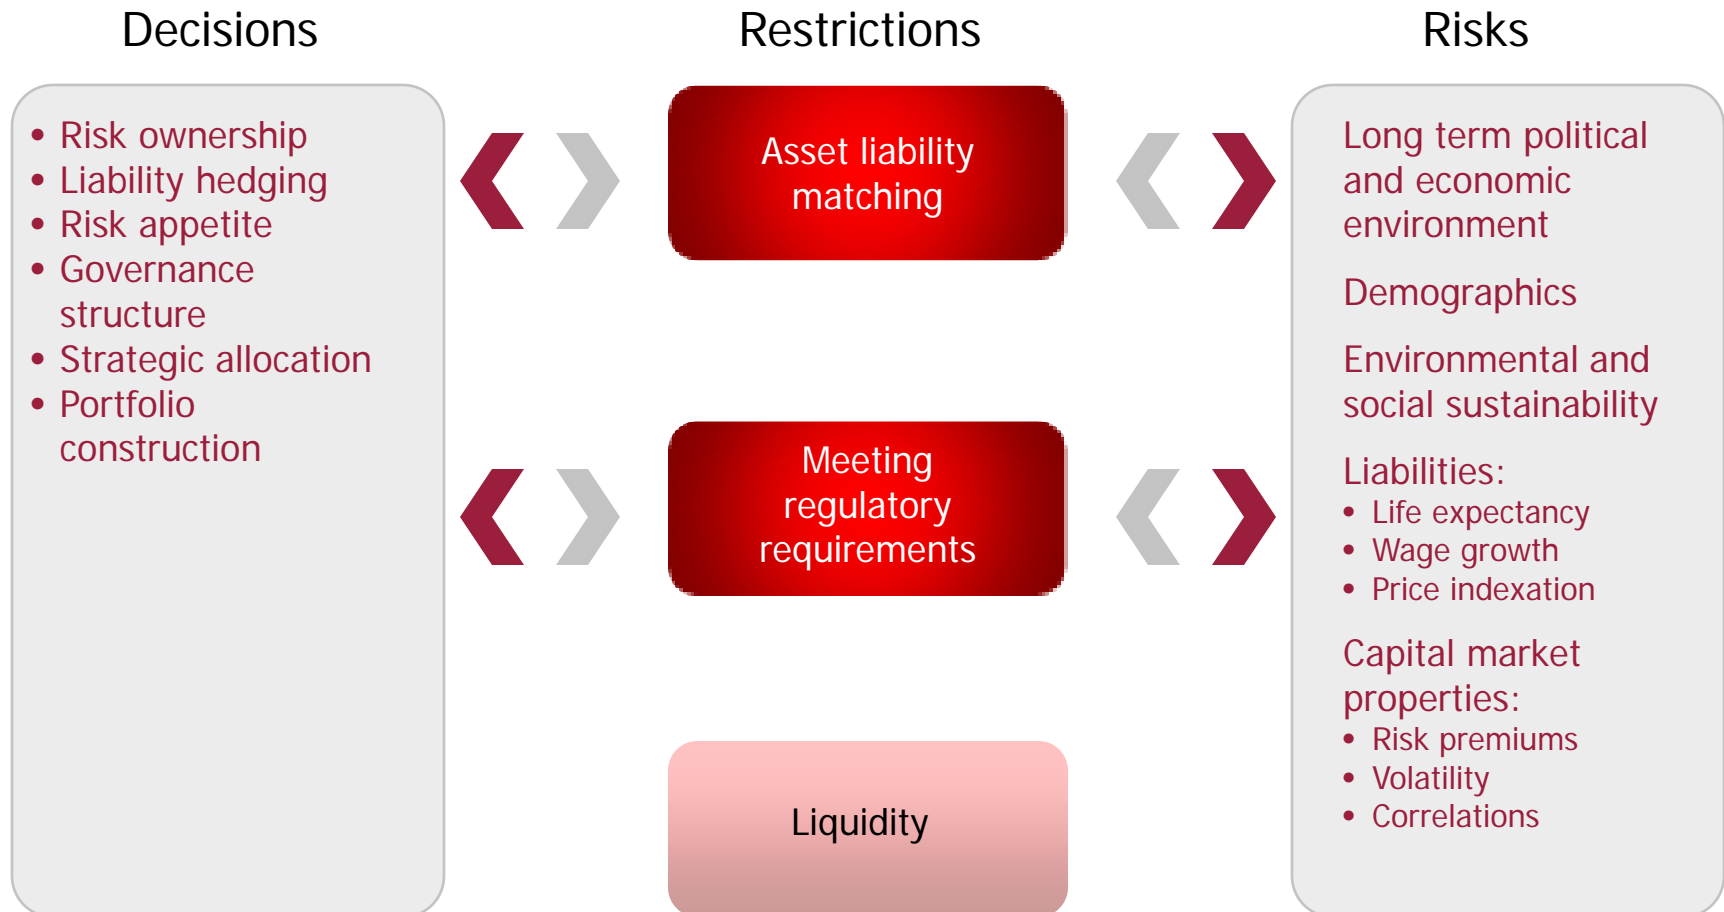 Decisions
Restrictions
Risks
• Risk ownership
• Liability hedging
• Risk appetite
• Governance
structure
• Strategic allocation
• Portfolio
construction
Asset liability
matching
Meeting
regulatory
requirements
Liquidity
Long term political
and economic
environment
Demographics
Environmental and
social sustainability
Liabilities:
• Life expectancy
• Wage growth
• Price indexation
Capital market
properties:
• Risk premiums
• Volatility
• Correlations